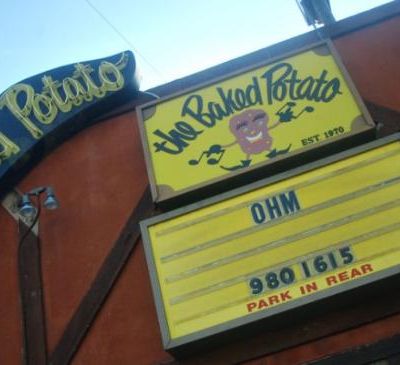 Potato
the Baked Potato
EST 1970
OHM
980 1615
PARK IN REAR